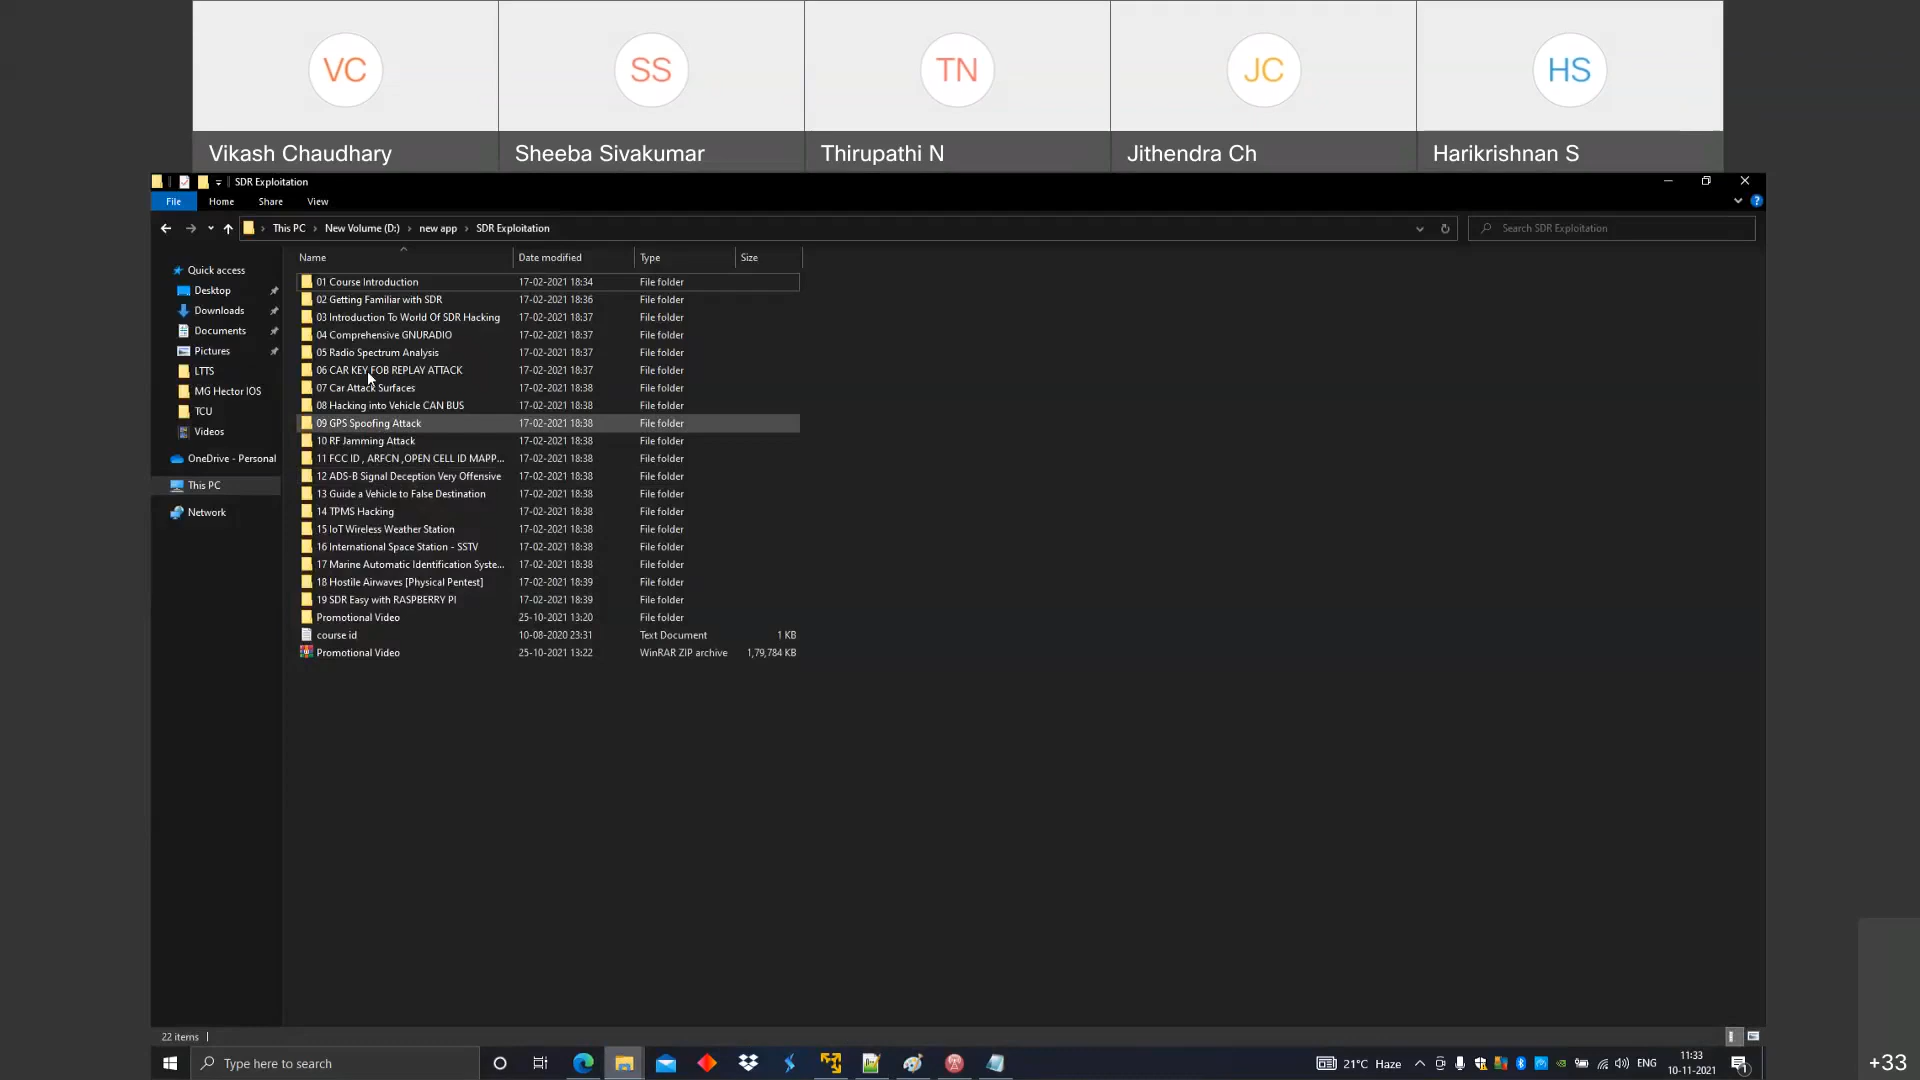 VC SS TN JC HS
Vikash Chaudhary Sheeba Sivakumar Thirupathi N Jithendra Ch Harikrishnan S
SDR Exploitation
File Home Share View
This PC New Volume (D:) new app SDR Exploitation Search SDR Exploitation
Name Date modified Type Size
Quick access
Desktop
Downloads
Documents
Pictures
LTTS
MG Hector IOS
TCU
Videos
OneDrive - Personal
This PC
Network
01 Course Introduction 17-02-2021 18:34 File folder
02 Getting Familiar with SDR 17-02-2021 18:36 File folder
03 Introduction To World Of SDR Hacking 17-02-2021 18:37 File folder
04 Comprehensive GNURADIO 17-02-2021 18:37 File folder
05 Radio Spectrum Analysis 17-02-2021 18:37 File folder
06 CAR KEY FOB REPLAY ATTACK 17-02-2021 18:37 File folder
07 Car Attack Surfaces 17-02-2021 18:38 File folder
08 Hacking into Vehicle CAN BUS 17-02-2021 18:38 File folder
09 GPS Spoofing Attack 17-02-2021 18:38 File folder
10 RF Jamming Attack 17-02-2021 18:38 File folder
11 FCC ID , ARFCN ,OPEN CELL ID MAPP... 17-02-2021 18:38 File folder
12 ADS-B Signal Deception Very Offensive 17-02-2021 18:38 File folder
13 Guide a Vehicle to False Destination 17-02-2021 18:38 File folder
14 TPMS Hacking 17-02-2021 18:38 File folder
15 IoT Wireless Weather Station 17-02-2021 18:38 File folder
16 International Space Station - SSTV 17-02-2021 18:38 File folder
17 Marine Automatic Identification Syste... 17-02-2021 18:38 File folder
18 Hostile Airwaves [Physical Pentest] 17-02-2021 18:39 File folder
19 SDR Easy with RASPBERRY PI 17-02-2021 18:39 File folder
Promotional Video 25-10-2021 13:20 File folder
course id 10-08-2020 23:31 Text Document 1 KB
Promotional Video 25-10-2021 13:22 WinRAR ZIP archive 1,79,784 KB
22 items
Type here to search 21°C Haze ENG 11:33
10-11-2021
+33